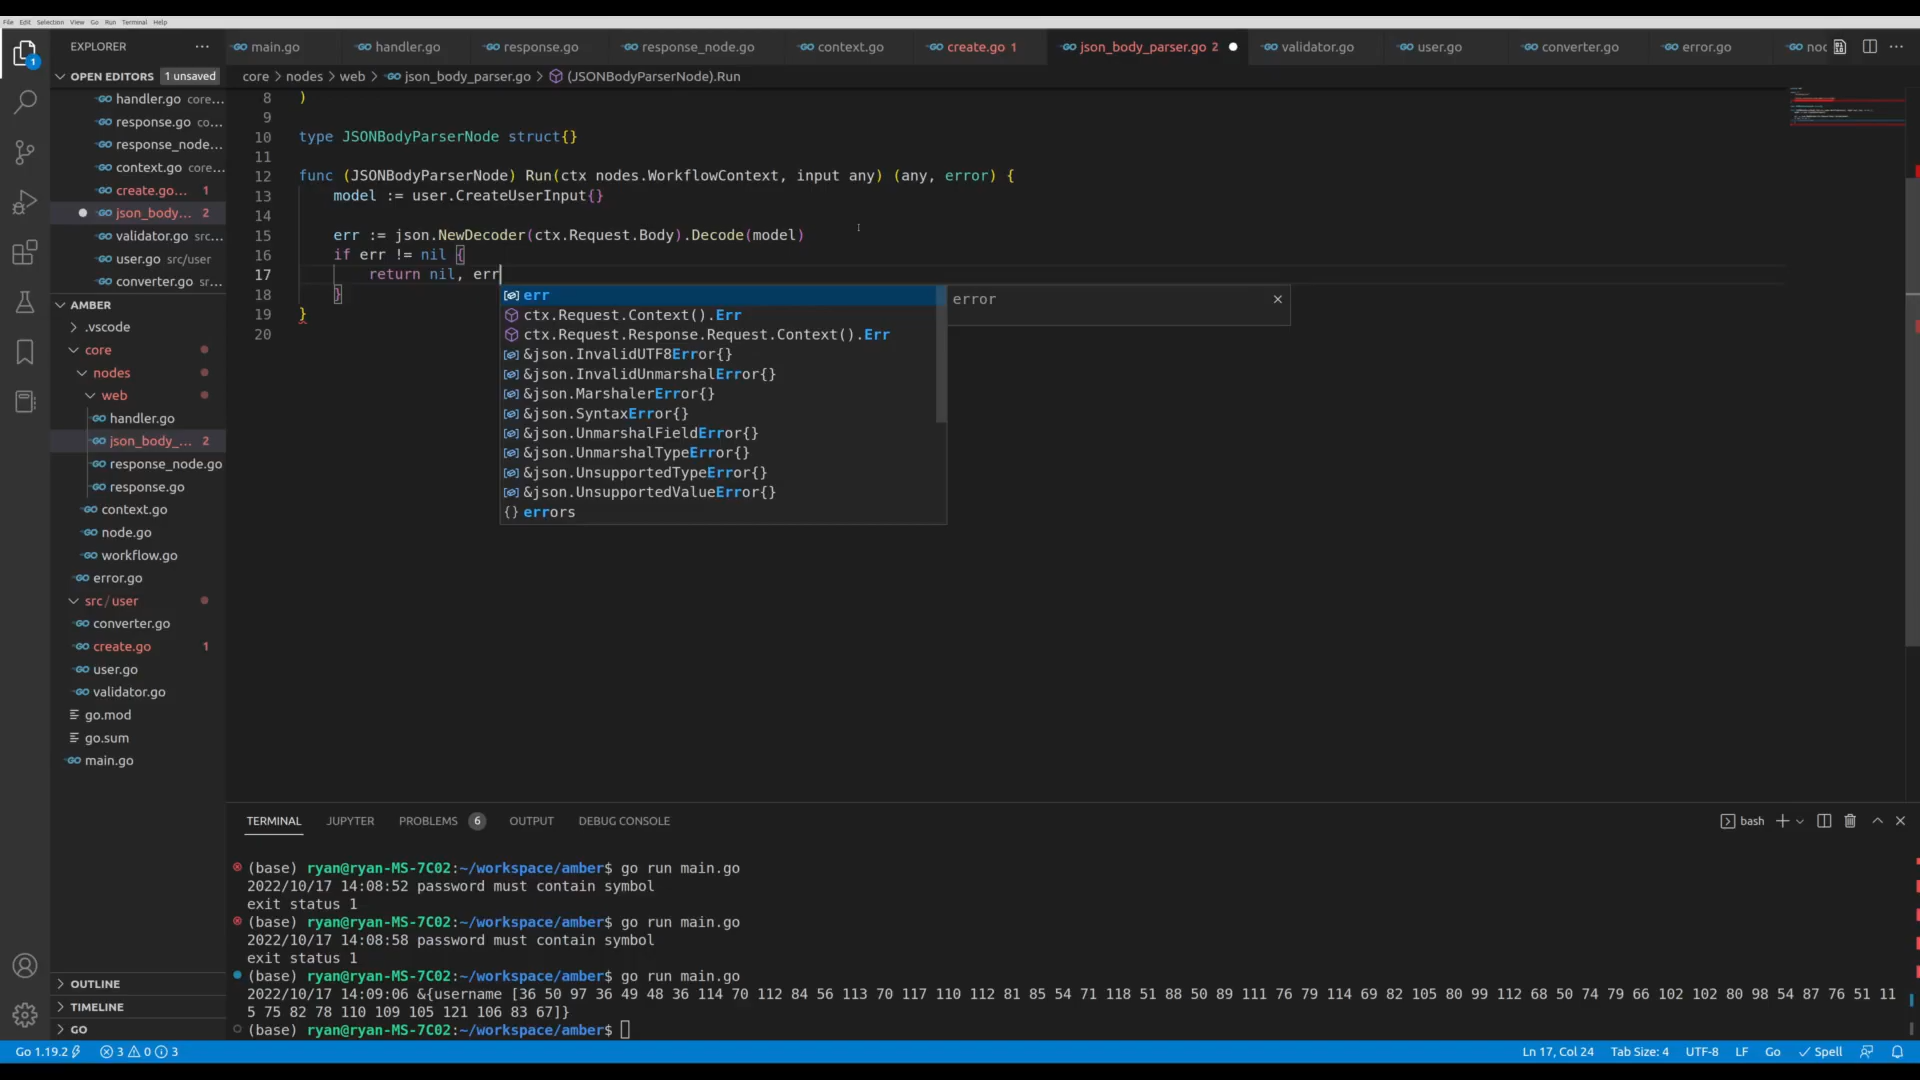 File Edit Selection View Go Run Terminal Help
EXPLORER
main.go handler.go response.go response_node.go context.go create.go 1 json_body_parser.go 2 validator.go user.go converter.go error.go noc
OPEN EDITORS 1 unsaved
core > nodes > web > json_body_parser.go > (JSONBodyParserNode).Run
handler.go core...
response.go co...
response_node...
context.go core...
create.go... 1
json_body... 2
validator.go src...
user.go src/user
converter.go sr...
AMBER
.vscode
core
nodes
web
handler.go
json_body_... 2
response_node.go
response.go
context.go
node.go
workflow.go
error.go
src/user
converter.go
create.go 1
user.go
validator.go
go.mod
go.sum
main.go
OUTLINE
TIMELINE
GO
8 )
9
10 type JSONBodyParserNode struct{}
11
12 func (JSONBodyParserNode) Run(ctx nodes.WorkflowContext, input any) (any, error) {
13 model := user.CreateUserInput{}
14
15 err := json.NewDecoder(ctx.Request.Body).Decode(model)
16 if err != nil {
17 return nil, err
18 }
19 }
20
err
error
ctx.Request.Context().Err
ctx.Request.Response.Request.Context().Err
&json.InvalidUTF8Error{}
&json.InvalidUnmarshalError{}
&json.MarshalerError{}
&json.SyntaxError{}
&json.UnmarshalFieldError{}
&json.UnmarshalTypeError{}
&json.UnsupportedTypeError{}
&json.UnsupportedValueError{}
{} errors
TERMINAL JUPYTER PROBLEMS 6 OUTPUT DEBUG CONSOLE
bash
(base) ryan@ryan-MS-7C02:~/workspace/amber$ go run main.go
2022/10/17 14:08:52 password must contain symbol
exit status 1
(base) ryan@ryan-MS-7C02:~/workspace/amber$ go run main.go
2022/10/17 14:08:58 password must contain symbol
exit status 1
(base) ryan@ryan-MS-7C02:~/workspace/amber$ go run main.go
2022/10/17 14:09:06 &{username [36 50 97 36 49 48 36 114 70 112 84 56 113 70 117 110 112 81 85 54 71 118 51 88 50 89 111 76 79 114 69 82 105 80 99 112 68 50 74 79 66 102 102 80 98 54 87 76 51 11
5 75 82 78 110 109 105 121 106 83 67]}
(base) ryan@ryan-MS-7C02:~/workspace/amber$
Go 1.19.2 3 0 3
Ln 17, Col 24 Tab Size: 4 UTF-8 LF Go Spell